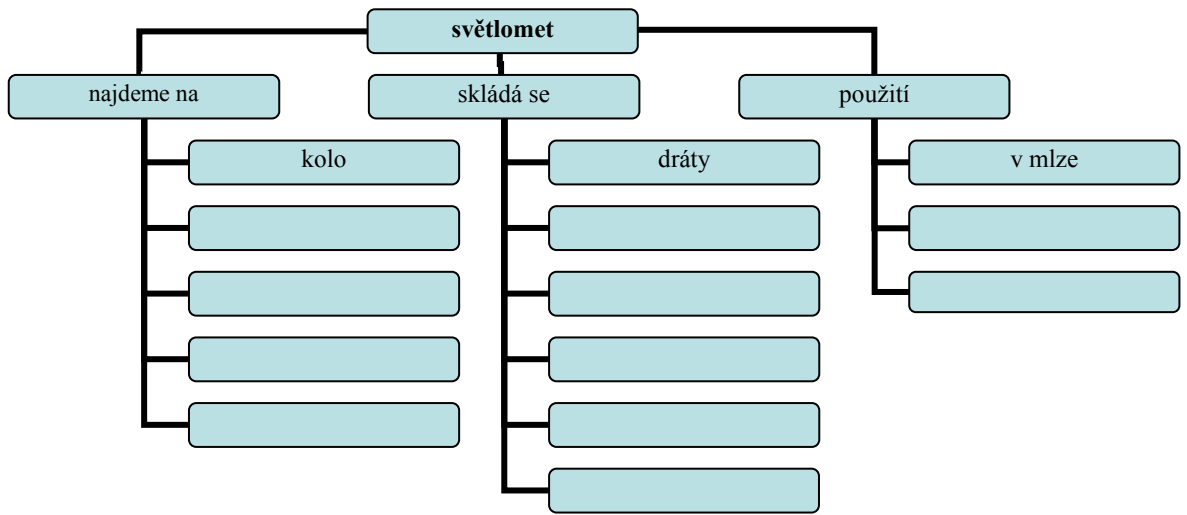 světlomet
najdeme na
skládá se
použití
kolo
dráty
v mlze